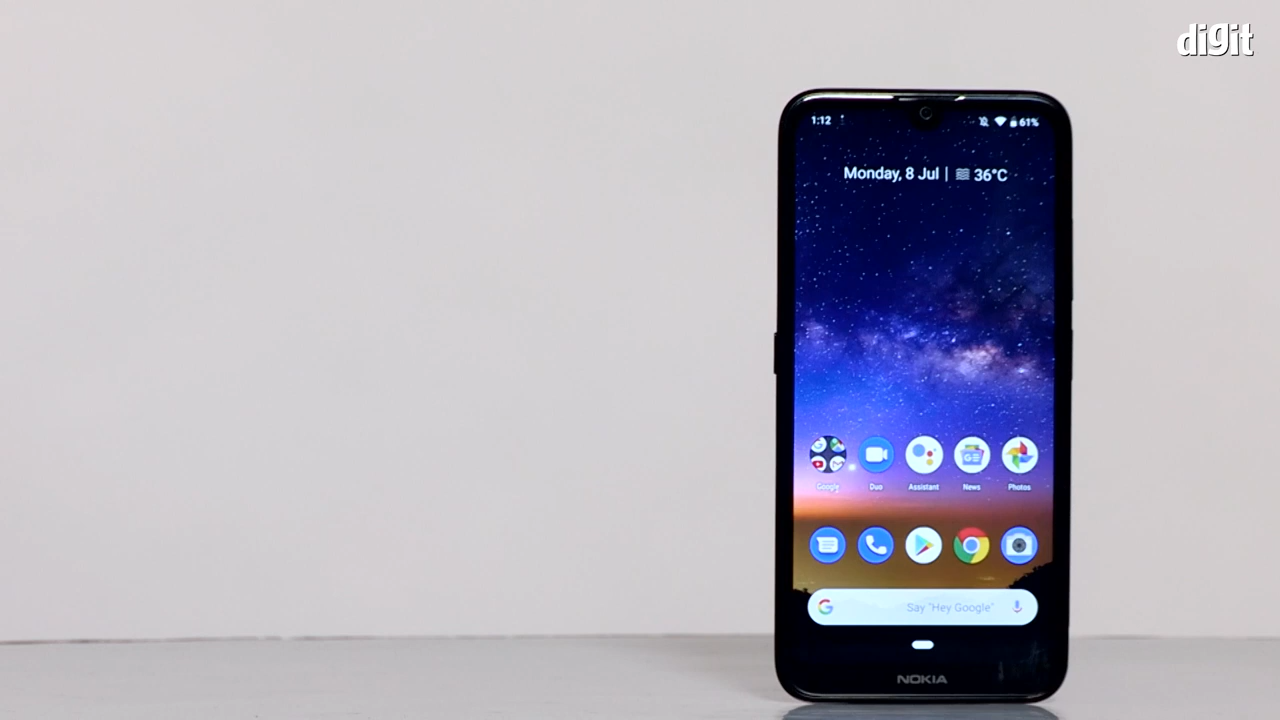 digit
1:12
61%
Monday, 8 Jul | 36°C
Google Duo Assistant News Photos
Say "Hey Google"
NOKIA